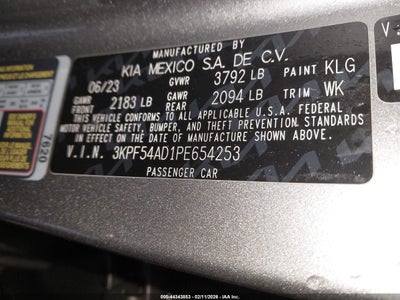 MANUFACTURED BY
KIA MEXICO S.A. DE C.V.
06/23 GVWR 3792 LB PAINT KLG
GAWR FRONT 2183 LB GAWR REAR 2094 LB TRIM WK
THIS VEHICLE CONFORMS TO ALL APPLICABLE U.S.A. FEDERAL
MOTOR VEHICLE SAFETY, BUMPER, AND THEFT PREVENTION STANDARDS
IN EFFECT ON THE DATE OF MANUFACTURE SHOWN ABOVE.
V.I.N. 3KPF54AD1PE654253
PASSENGER CAR
7620
000-44343053 - 02/11/2026 - IAA Inc.